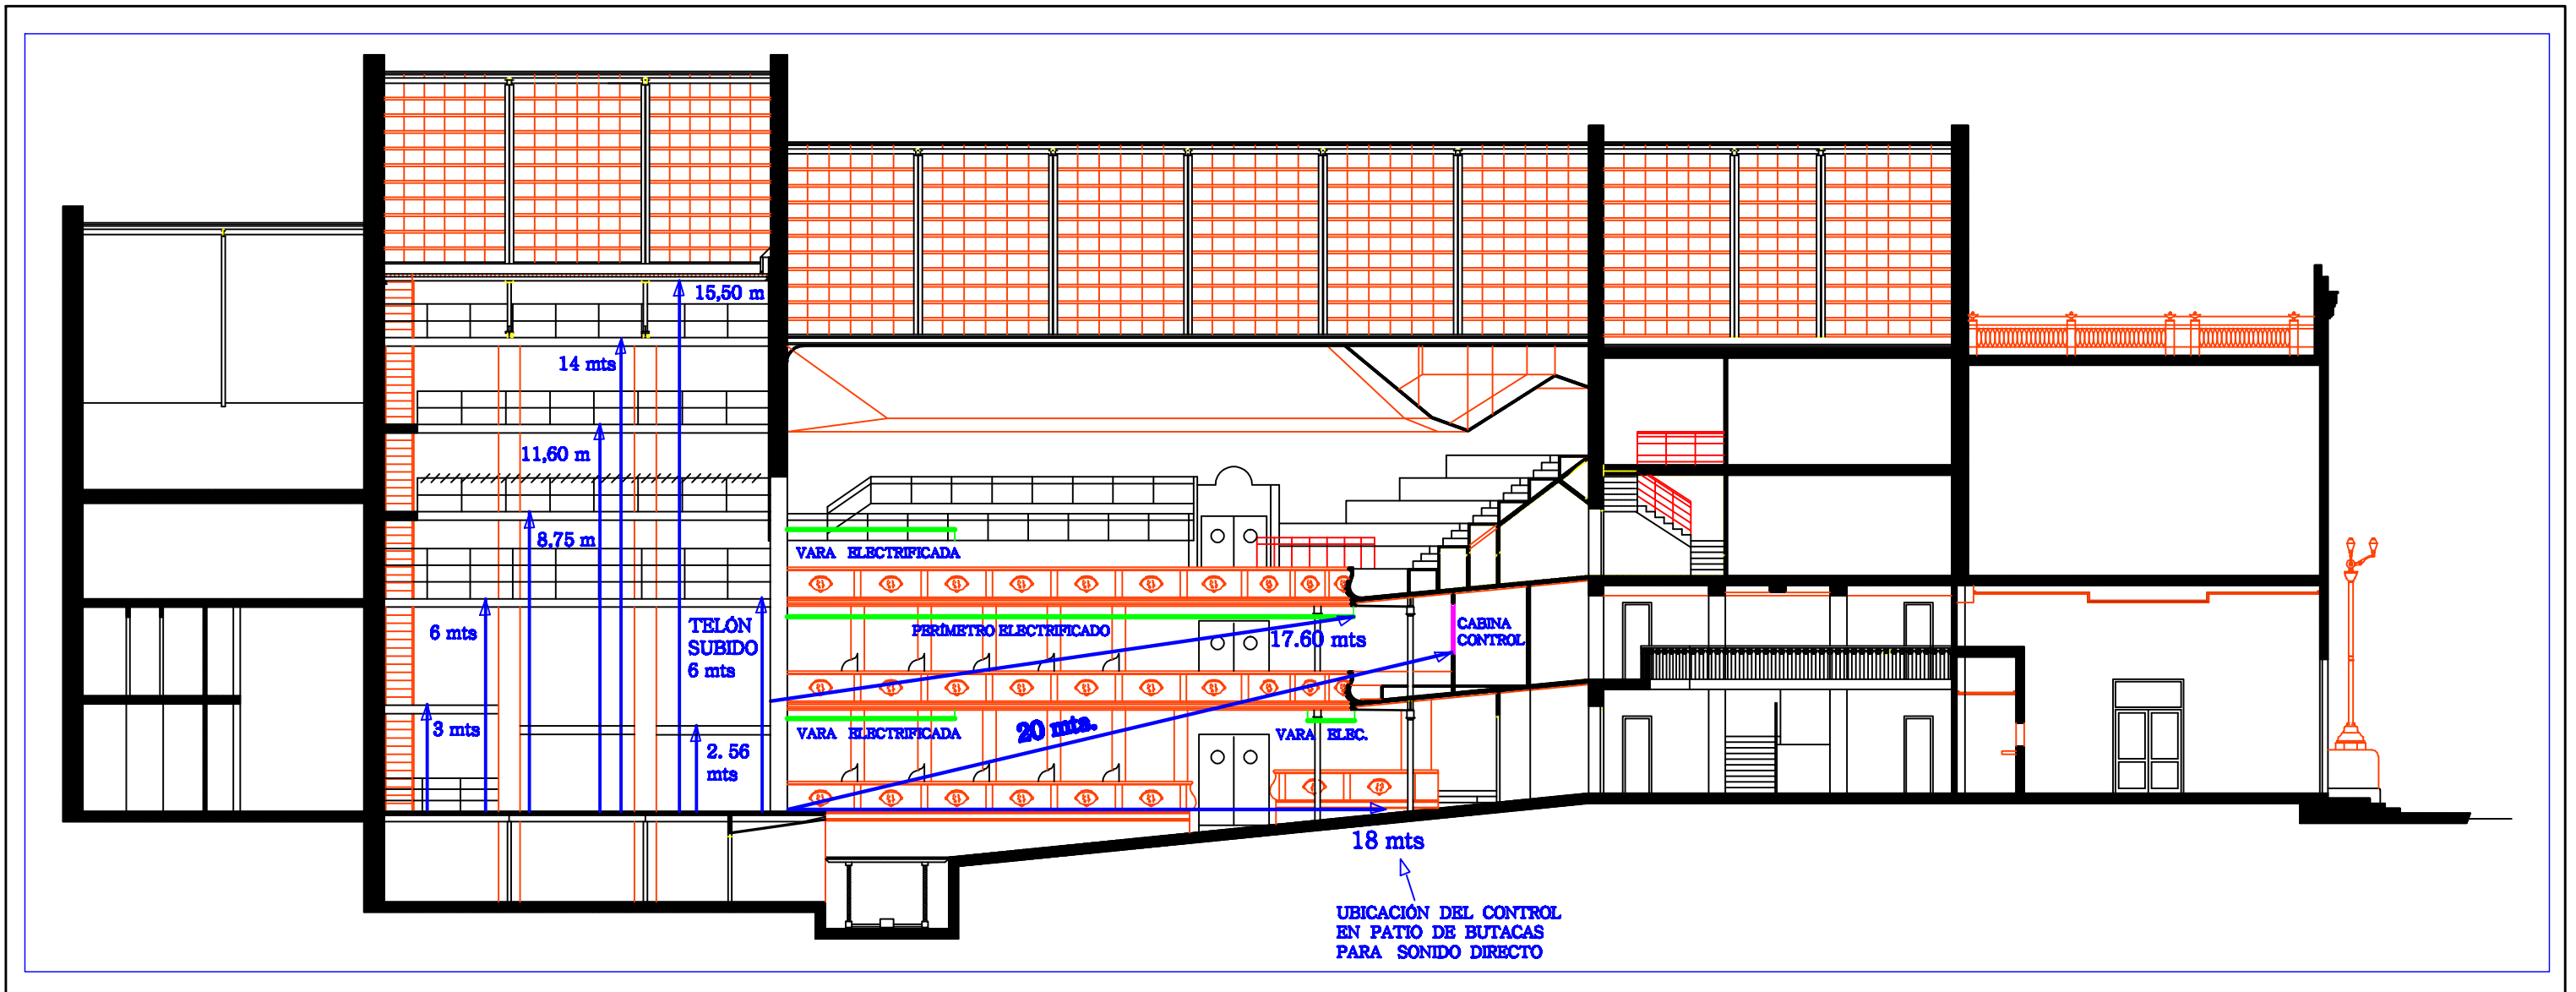 15,50 m
14 mts
11,60 m
8,75 m
VARA ELECTRIFICADA
6 mts
TELÓN
SUBIDO
6 mts
PERÍMETRO ELECTRIFICADO
17.60 mts
CABINA
CONTROL
3 mts
2. 56
mts
VARA ELECTRIFICADA
20 mts.
VARA ELEC.
18 mts
UBICACIÓN DEL CONTROL
EN PATIO DE BUTACAS
PARA SONIDO DIRECTO